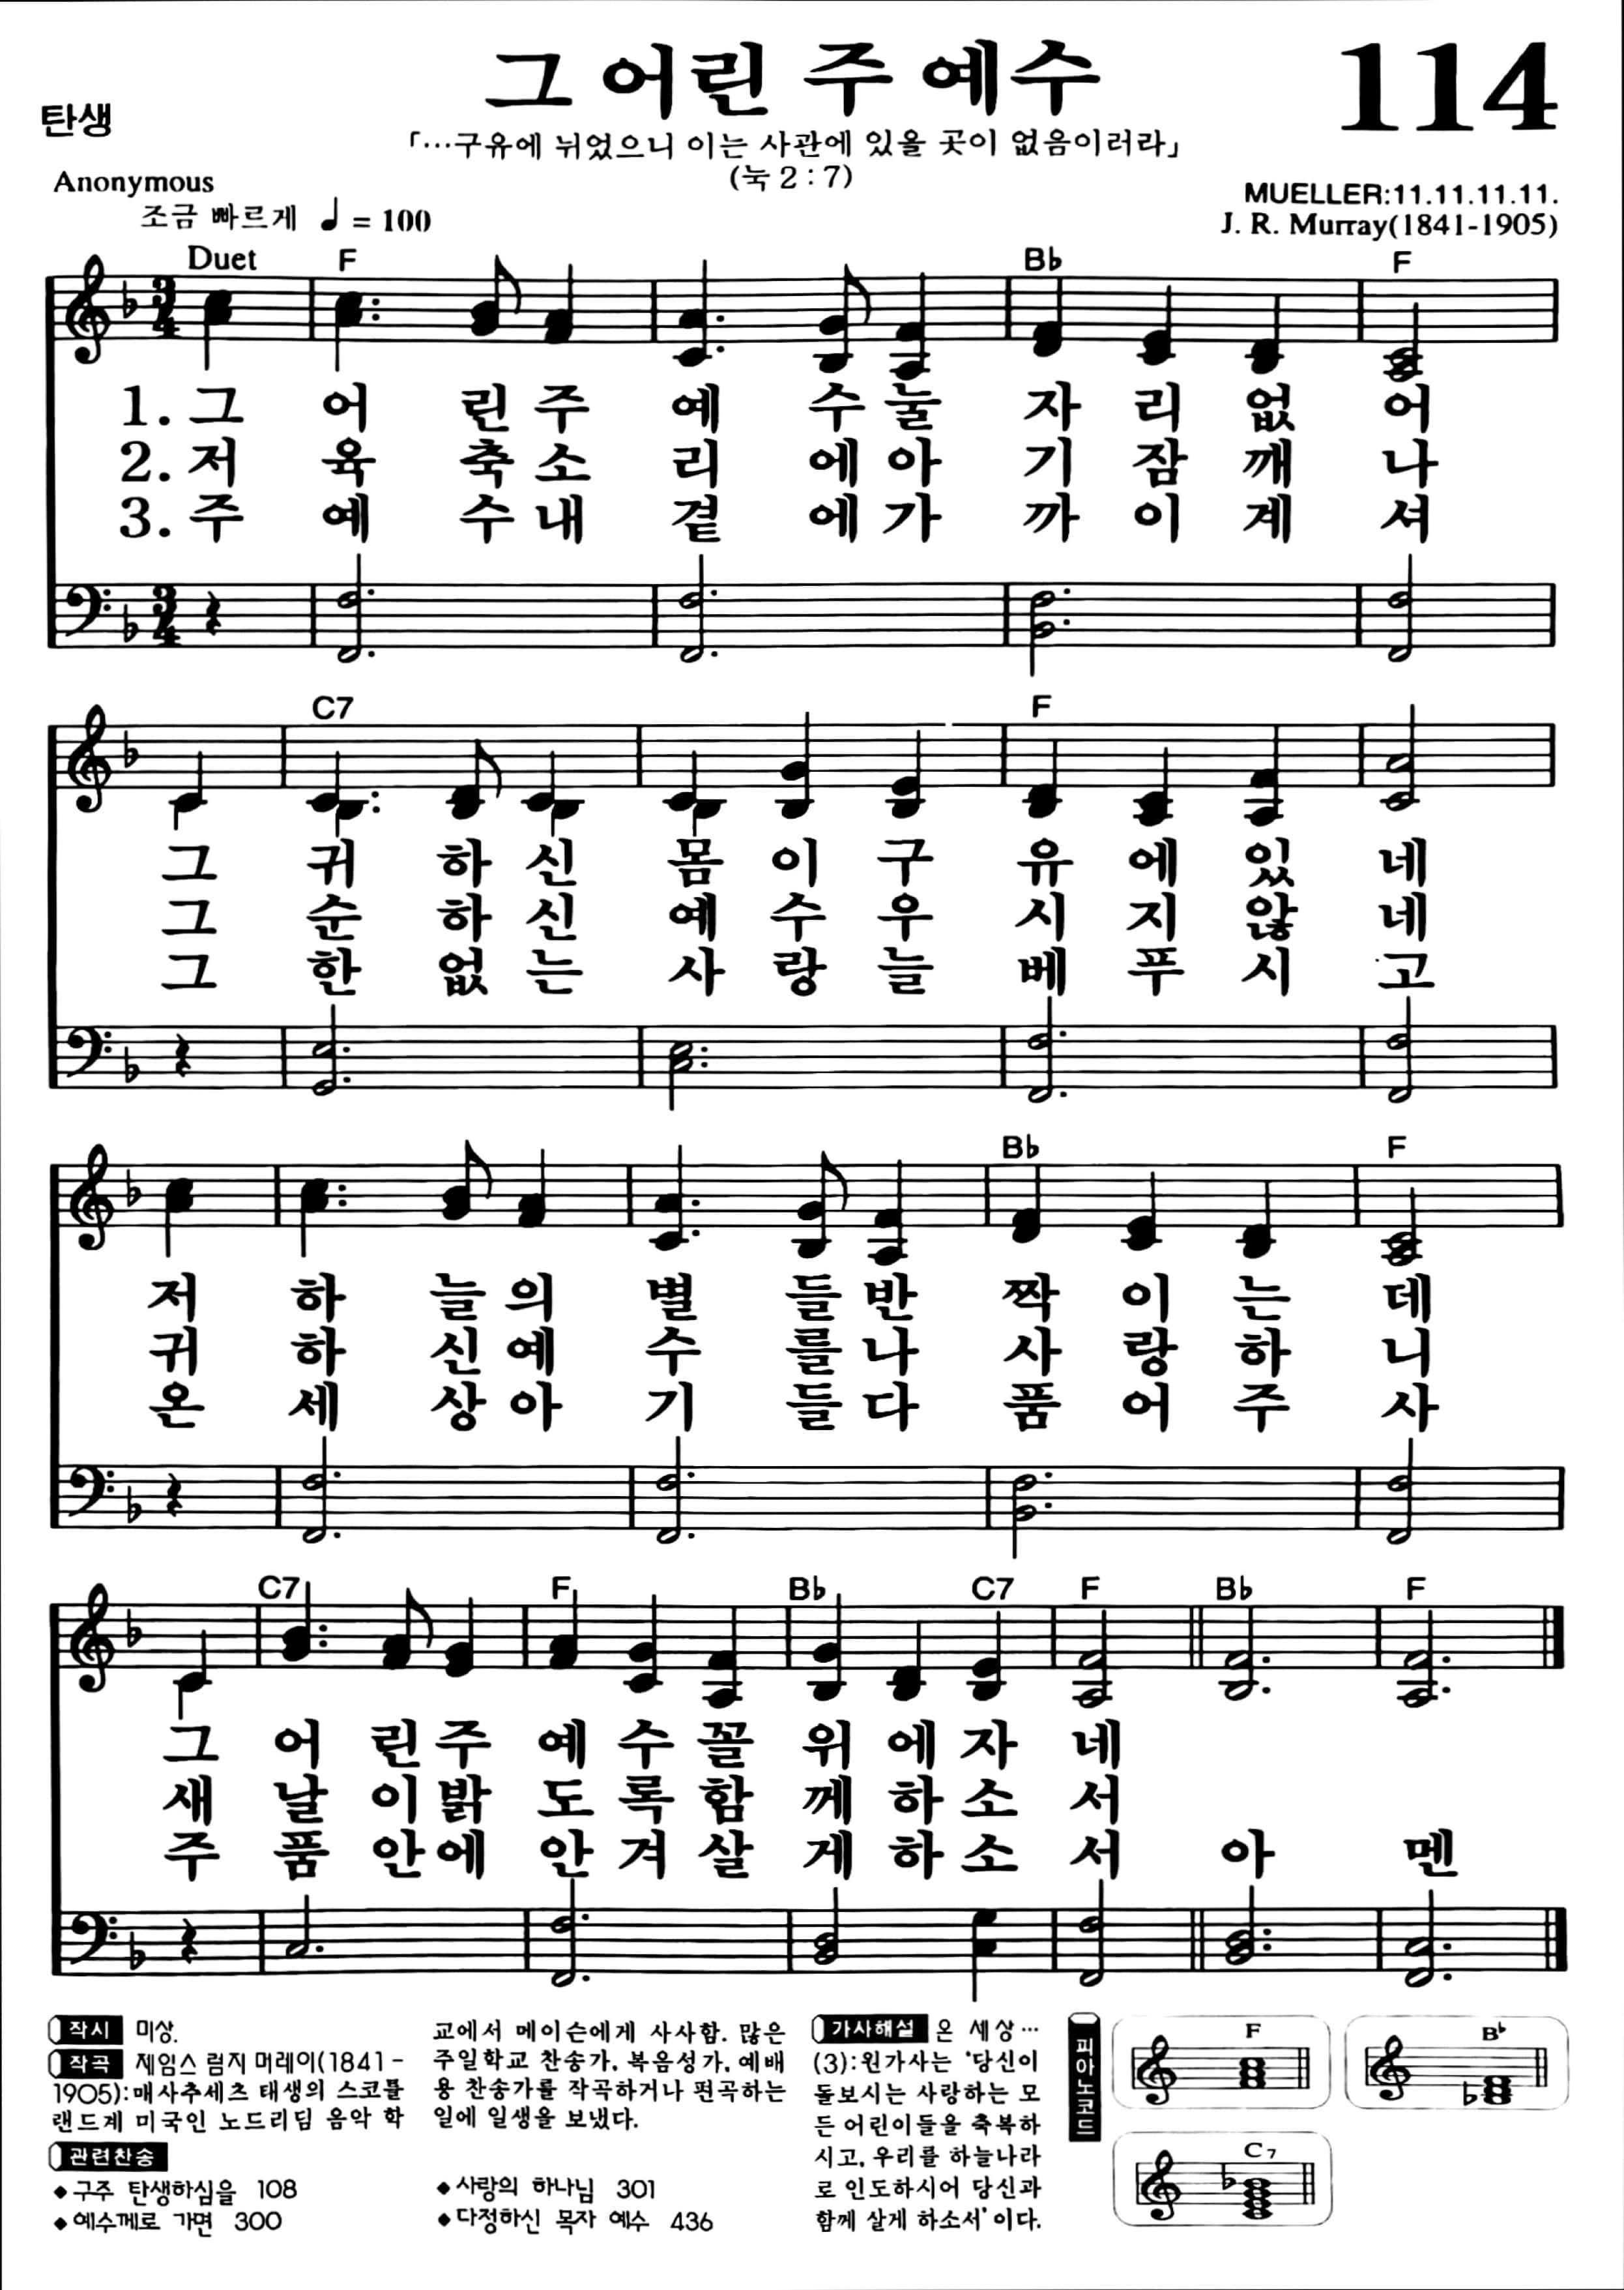 그 어린 주 예수
114
탄생
「…구유에 뉘었으니 이는 사관에 있을 곳이 없음이러라」
(눅 2 : 7)
Anonymous
MUELLER:11.11.11.11.
조금 빠르게 ♩ = 100
J. R. Murray(1841-1905)
Duet F B♭ F
3/4
1. 그 어 린 주 예 수 눌 자 리 없 어
2. 저 육 축 소 리 에 아 기 잠 깨 나
3. 주 예 수 내 곁 에 가 까 이 계 셔
3/4
C7 F
그 귀 하 신 몸 이 구 유 에 있 네
그 순 하 신 예 수 우 시 지 않 네
그 한 없 는 사 랑 늘 베 푸 시 고
B♭ F
저 하 늘 의 별 들 반 짝 이 는 데
귀 하 신 예 수 를 나 사 랑 하 니
온 세 상 아 기 들 다 품 어 주 사
C7 F B♭ C7 F B♭ F
그 어 린 주 예 수 꼴 위 에 자 네
새 날 이 밝 도 록 함 께 하 소 서
주 품 안 에 안 겨 살 게 하 소 서 아 멘
작시 미상.
작곡 제임스 럼지 머레이(1841-
1905):매사추세츠 태생의 스코틀
랜드계 미국인 노드리딤 음악 학
교에서 메이슨에게 사사함. 많은
주일학교 찬송가, 복음성가, 예배
용 찬송가를 작곡하거나 편곡하는
일에 일생을 보냈다.
관련찬송
◆구주 탄생하심을 108
◆예수께로 가면 300
◆사랑의 하나님 301
◆다정하신 목자 예수 436
가사해설 온 세상…
(3):원가사는 '당신이
돌보시는 사랑하는 모
든 어린이들을 축복하
시고, 우리를 하늘나라
로 인도하시어 당신과
함께 살게 하소서'이다.
피아노코드
F
B♭
C7